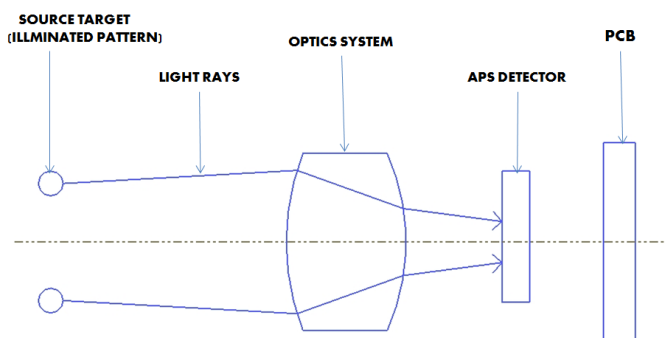 SOURCE TARGET
(ILLMINATED PATTERN)
OPTICS SYSTEM
PCB
LIGHT RAYS
APS DETECTOR